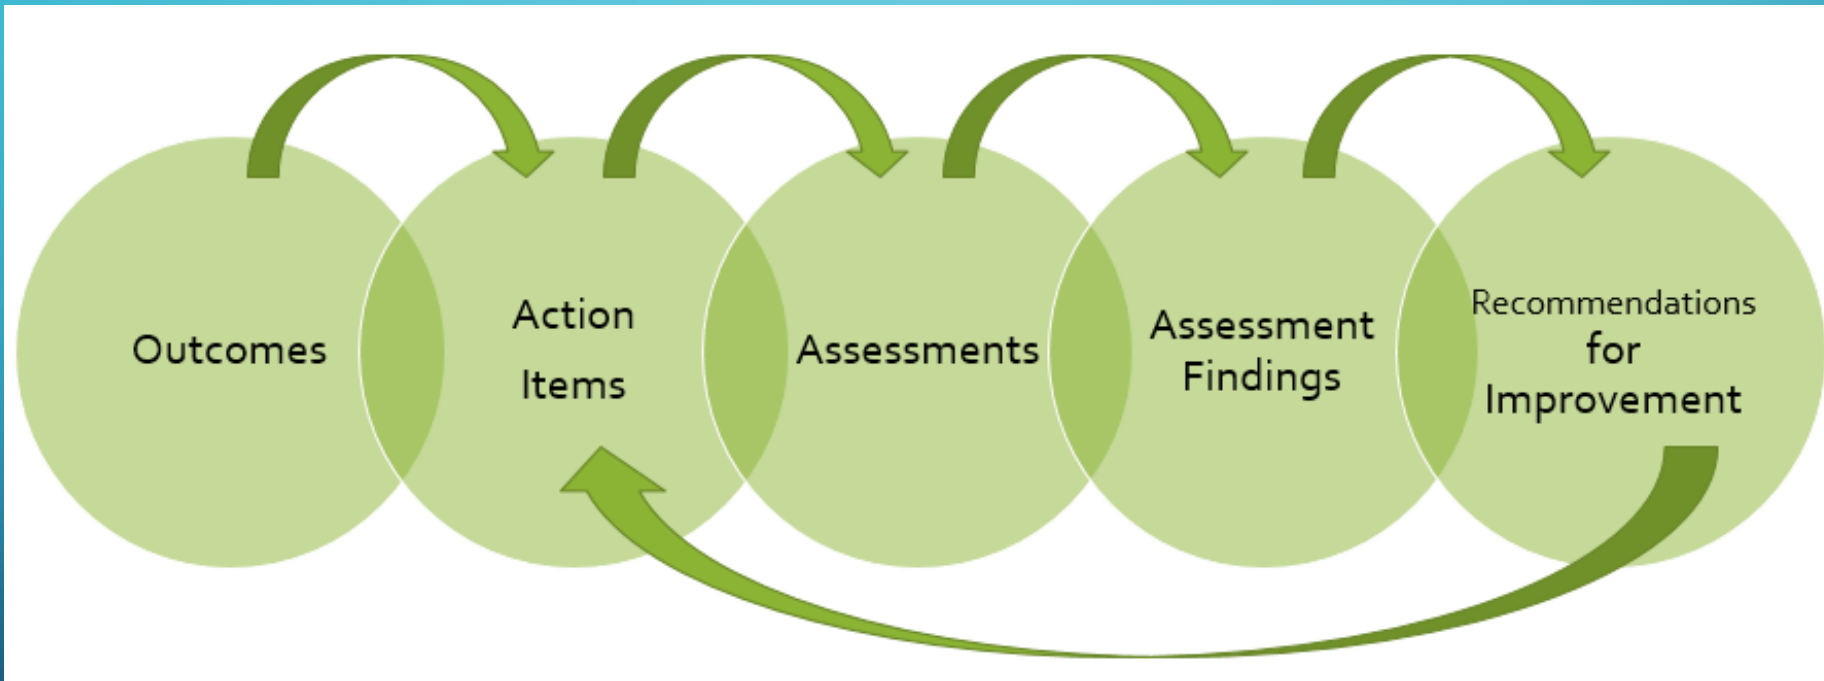 Outcomes
Action
Items
Assessments
Assessment
Findings
Recommendations
for
Improvement